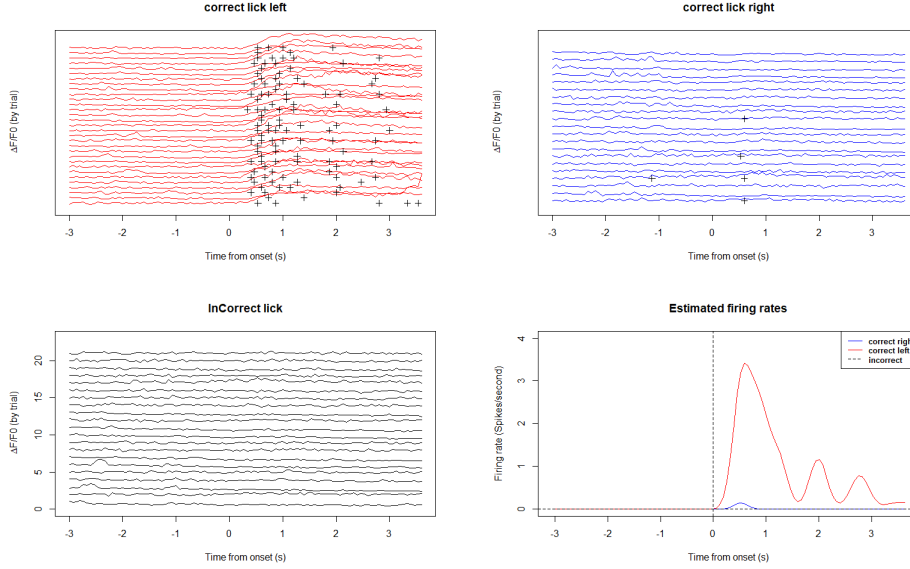 correct lick left
ΔF/F0 (by trial)
-3 -2 -1 0 1 2 3
Time from onset (s)
correct lick right
ΔF/F0 (by trial)
-3 -2 -1 0 1 2 3
Time from onset (s)
InCorrect lick
ΔF/F0 (by trial)
20
15
10
5
0
-3 -2 -1 0 1 2 3
Time from onset (s)
Estimated firing rates
Firing rate (Spikes/second)
4
3
2
1
0
correct right
correct left
incorrect
-3 -2 -1 0 1 2 3
Time from onset (s)